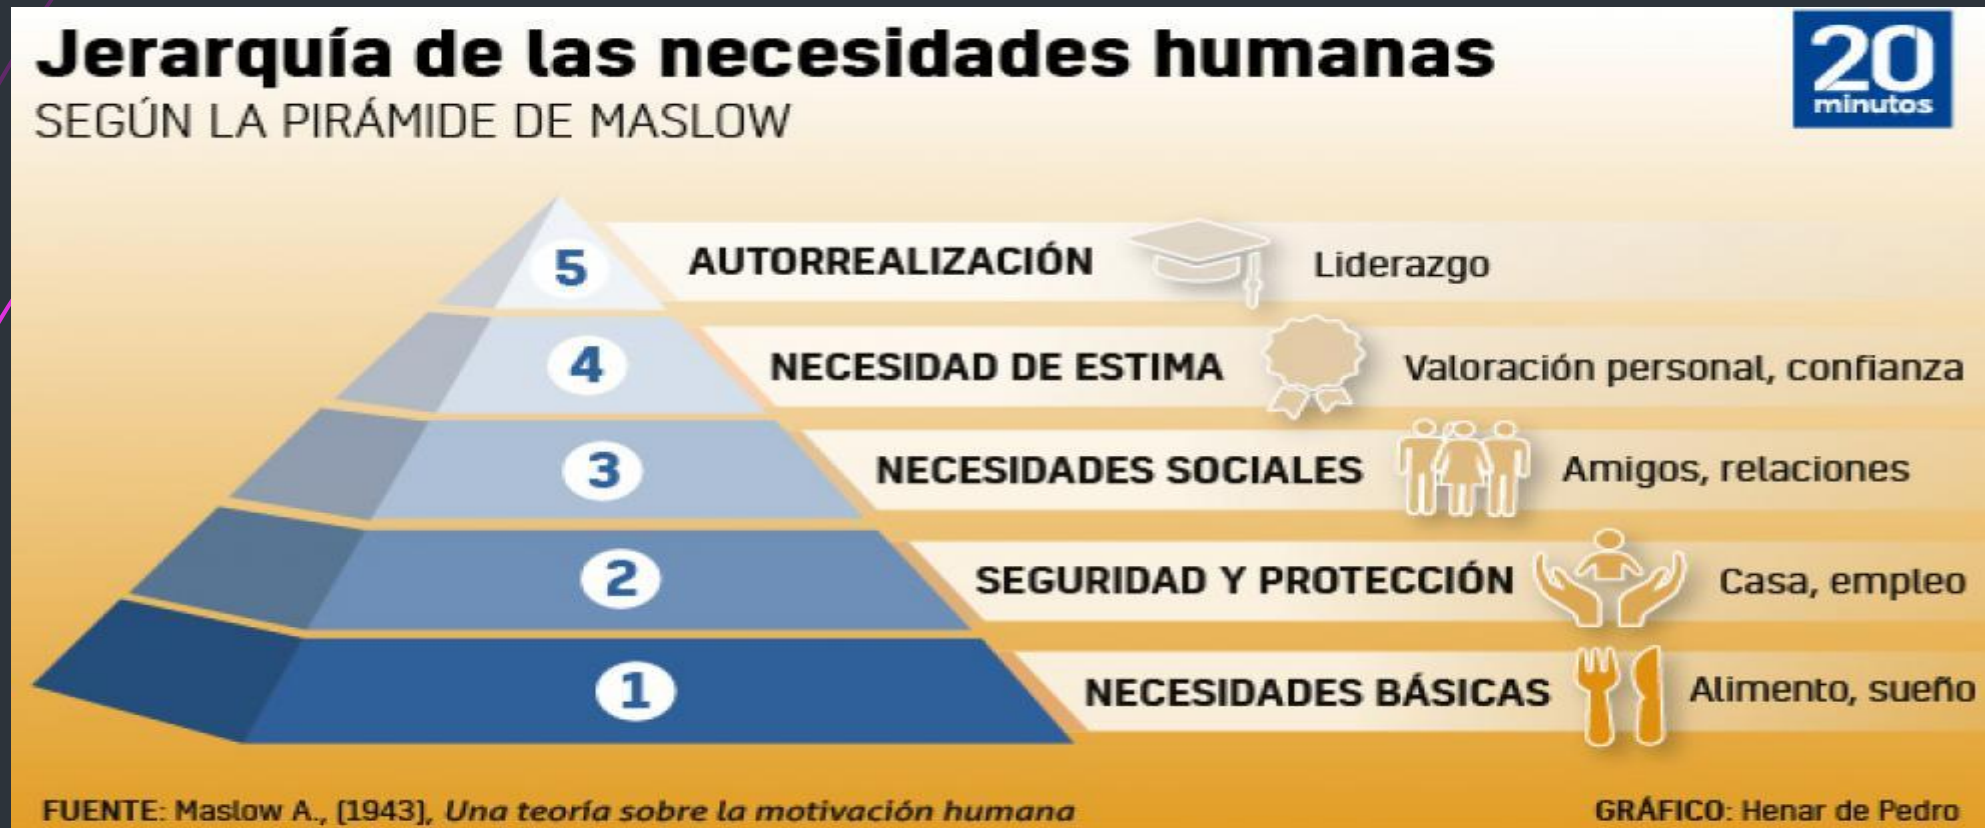 Jerarquía de las necesidades humanas
SEGÚN LA PIRÁMIDE DE MASLOW
20
minutos
5 AUTORREALIZACIÓN Liderazgo
4 NECESIDAD DE ESTIMA Valoración personal, confianza
3 NECESIDADES SOCIALES Amigos, relaciones
2 SEGURIDAD Y PROTECCIÓN Casa, empleo
1 NECESIDADES BÁSICAS Alimento, sueño
FUENTE: Maslow A., (1943), Una teoría sobre la motivación humana
GRÁFICO: Henar de Pedro